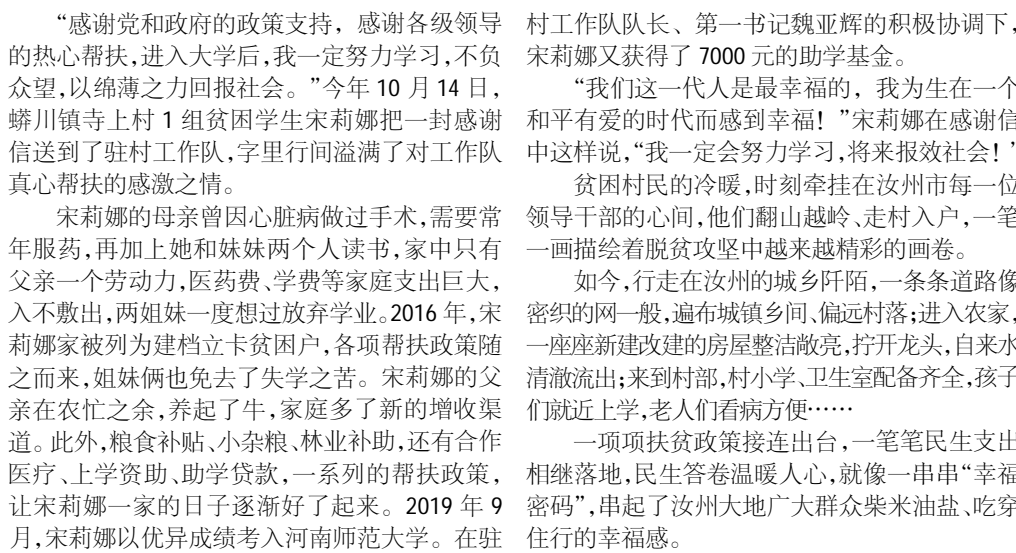 “感谢党和政府的政策支持，感谢各级领导
的热心帮扶，进入大学后，我一定努力学习，不负
众望，以绵薄之力回报社会。”今年 10 月 14 日，
蟒川镇寺上村 1 组贫困学生宋莉娜把一封感谢
信送到了驻村工作队，字里行间溢满了对工作队
真心帮扶的感激之情。
宋莉娜的母亲曾因心脏病做过手术，需要常
年服药，再加上她和妹妹两个人读书，家中只有
父亲一个劳动力，医药费、学费等家庭支出巨大，
入不敷出，两姐妹一度想过放弃学业。2016 年，宋
莉娜家被列为建档立卡贫困户，各项帮扶政策随
之而来，姐妹俩也免去了失学之苦。宋莉娜的父
亲在农忙之余，养起了牛，家庭多了新的增收渠
道。此外，粮食补贴、小杂粮、林业补助，还有合作
医疗、上学资助、助学贷款，一系列的帮扶政策，
让宋莉娜一家的日子逐渐好了起来。2019 年 9
月，宋莉娜以优异成绩考入河南师范大学。在驻
村工作队队长、第一书记魏亚辉的积极协调下，
宋莉娜又获得了 7000 元的助学基金。
“我们这一代人是最幸福的，我为生在一个
和平有爱的时代而感到幸福！”宋莉娜在感谢信
中这样说，“我一定会努力学习，将来报效社会！”
贫困村民的冷暖，时刻牵挂在汝州市每一位
领导干部的心间，他们翻山越岭、走村入户，一笔
一画描绘着脱贫攻坚中越来越精彩的画卷。
如今，行走在汝州的城乡阡陌，一条条道路像
密织的网一般，遍布城镇乡间、偏远村落；进入农家，
一座座新建改建的房屋整洁敞亮，拧开龙头，自来水
清澈流出；来到村部，村小学、卫生室配备齐全，孩子
们就近上学，老人们看病方便……
一项项扶贫政策接连出台，一笔笔民生支出
相继落地，民生答卷温暖人心，就像一串串“幸福
密码”，串起了汝州大地广大群众柴米油盐、吃穿
住行的幸福感。